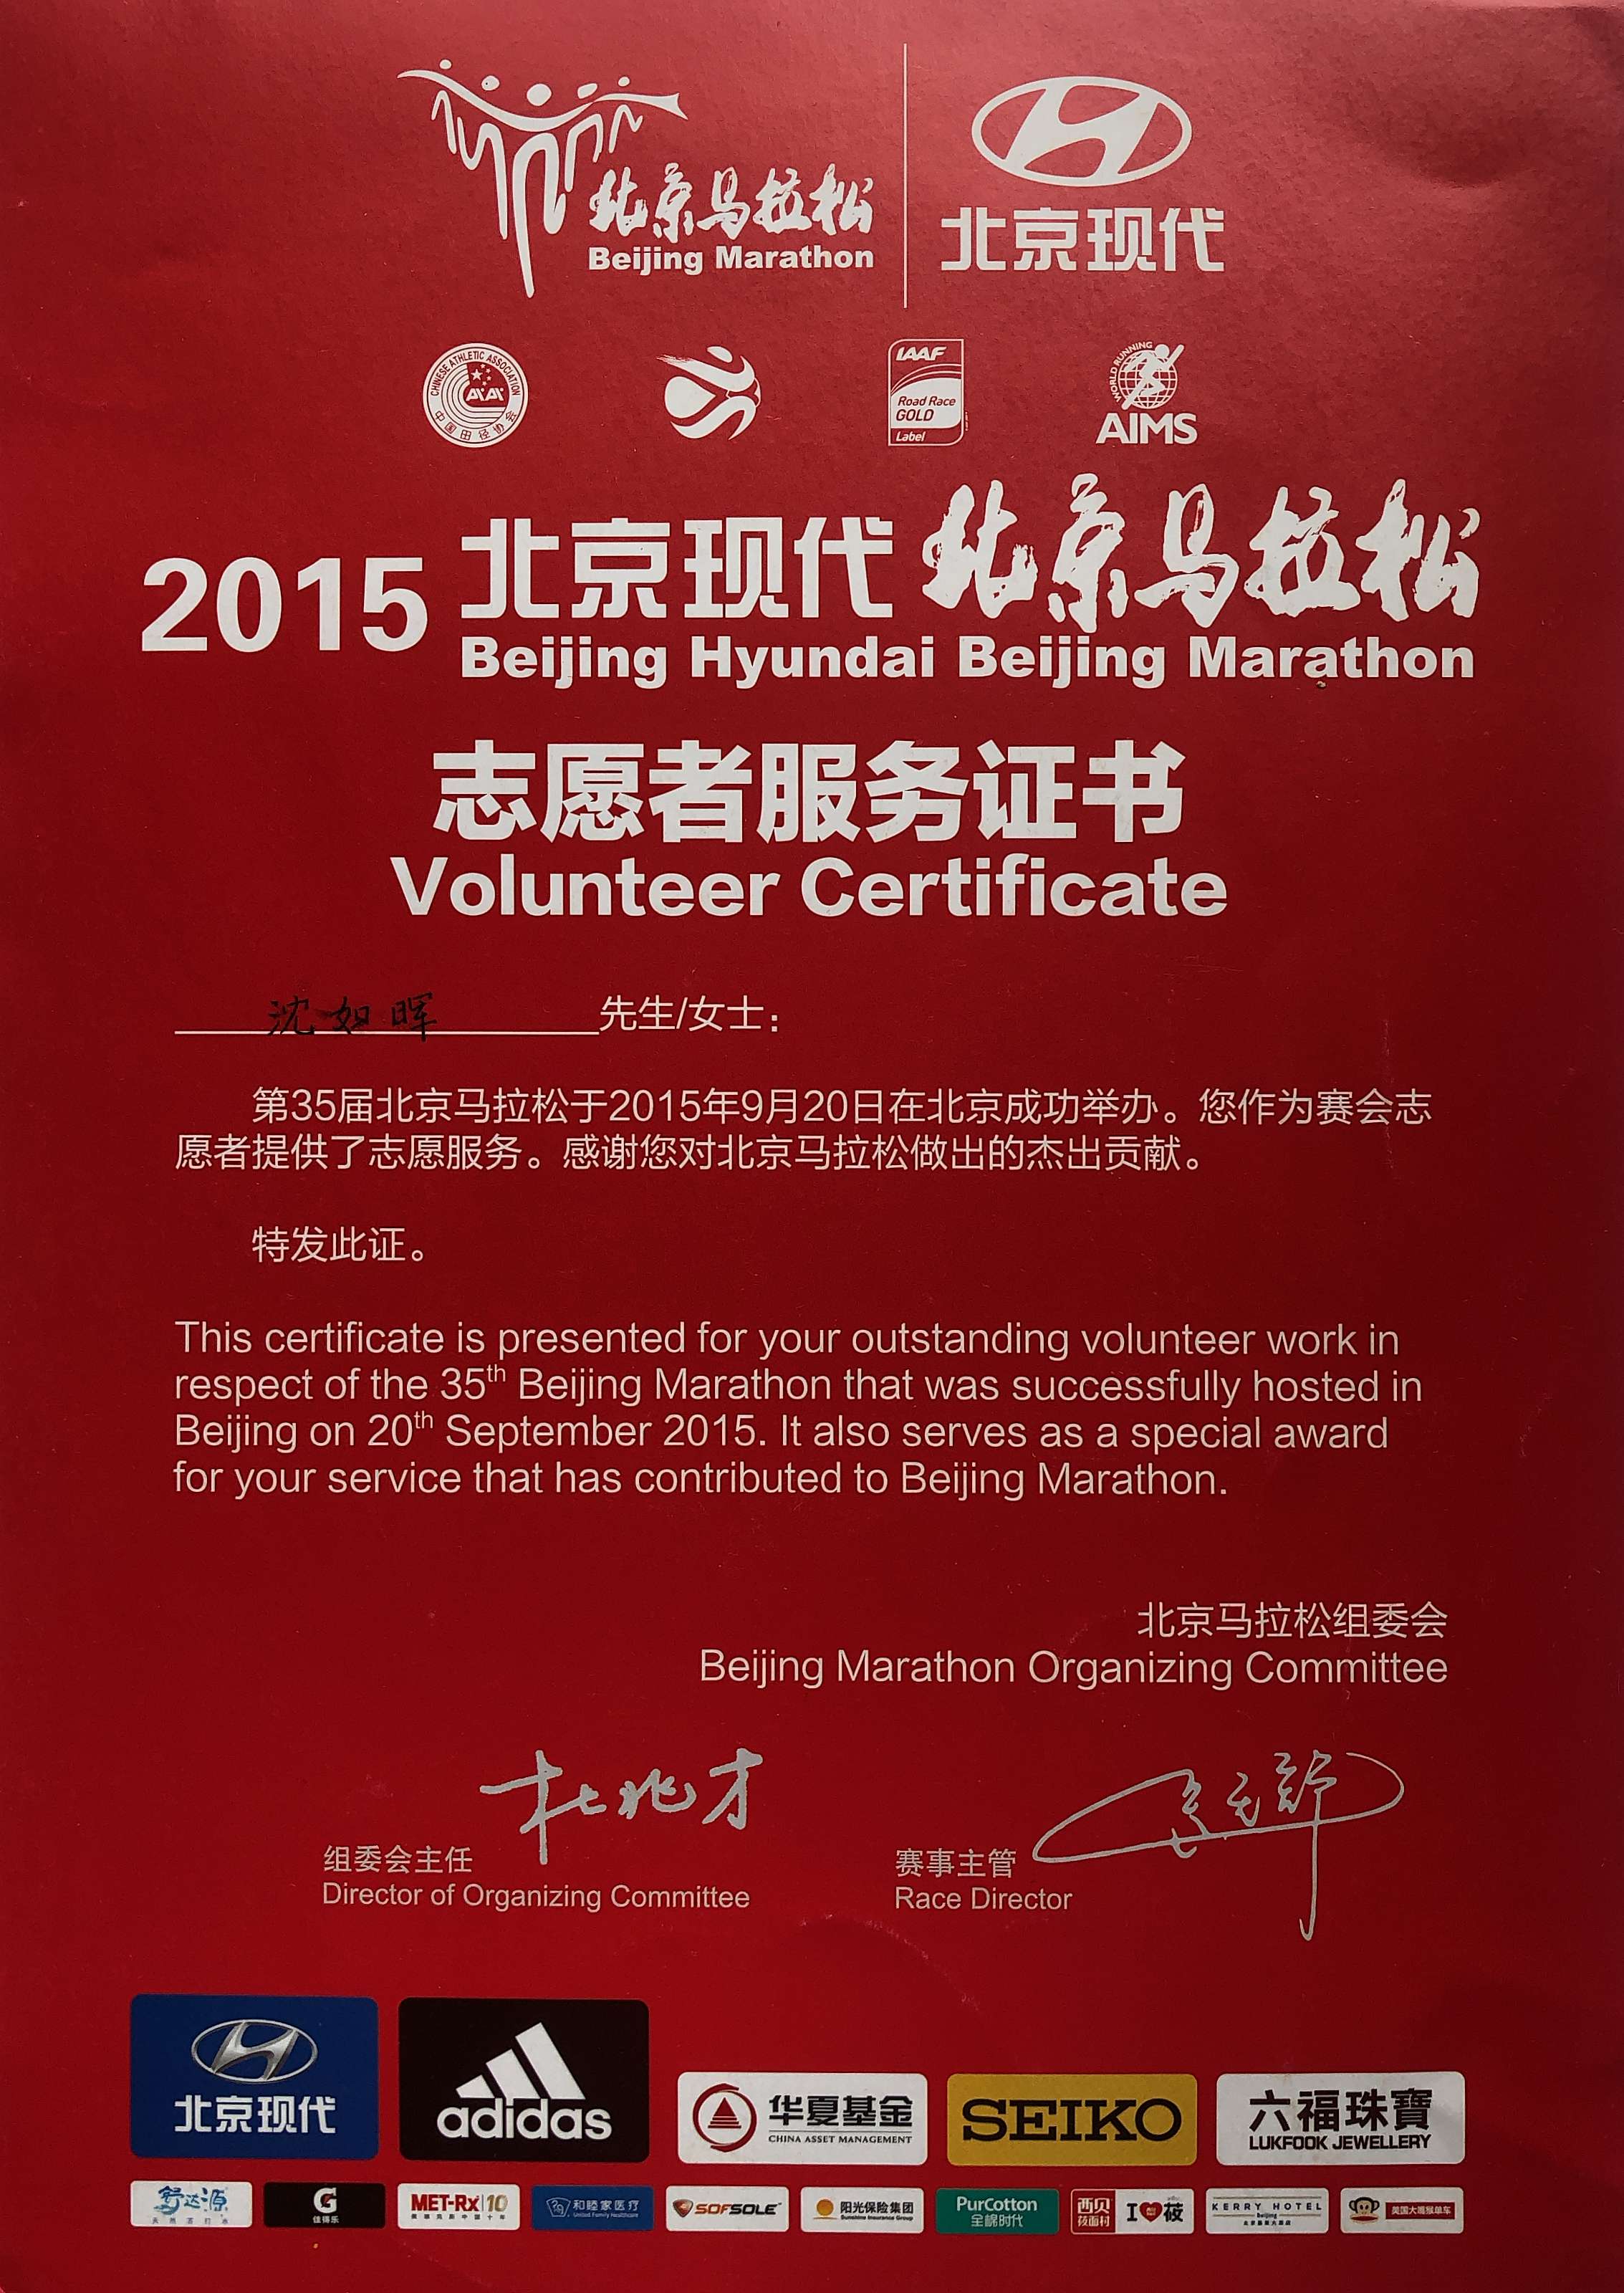 北京马拉松
Beijing Marathon
北京现代
CHINESE ATHLETIC ASSOCIATION
中国田径协会
IAAF
Road Race
GOLD
Label
WORLD RUNNING
AIMS
2015 北京现代 北京马拉松
Beijing Hyundai Beijing Marathon
志愿者服务证书
Volunteer Certificate
沈如晖 先生/女士：
第35届北京马拉松于2015年9月20日在北京成功举办。您作为赛会志
愿者提供了志愿服务。感谢您对北京马拉松做出的杰出贡献。
特发此证。
This certificate is presented for your outstanding volunteer work in
respect of the 35th Beijing Marathon that was successfully hosted in
Beijing on 20th September 2015. It also serves as a special award
for your service that has contributed to Beijing Marathon.
北京马拉松组委会
Beijing Marathon Organizing Committee
杜兆才
组委会主任
Director of Organizing Committee
赛事主管
Race Director
北京现代
adidas
华夏基金
CHINA ASSET MANAGEMENT
SEIKO
六福珠寶
LUKFOOK JEWELLERY
舒达源
G
佳得乐
MET-Rx 10
和睦家医疗
United Family Healthcare
SOFSOLE
阳光保险集团
Sunshine Insurance Group
PurCotton
全棉时代
西贝
莜面村
I 莜
KERRY HOTEL
Beijing
美国大嘴猴单车